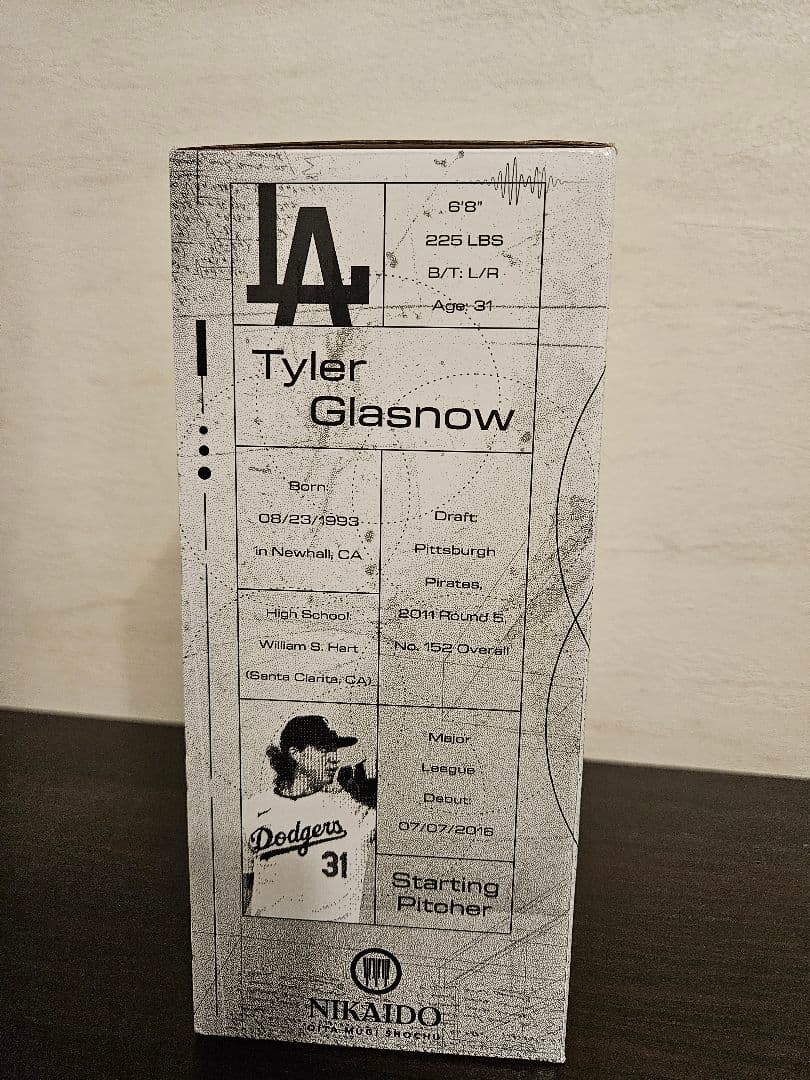 LA
6'8"
225 LBS
B/T: L/R
Age: 31
Tyler
Glasnow
Born:
08/23/1993
in Newhall, CA
High School:
William S. Hart
(Santa Clarita, CA)
Draft:
Pittsburgh
Pirates,
2011 Round 5,
No. 152 Overall
Major
League
Debut:
07/07/2016
Dodgers
31
Starting
Pitcher
NIKAIDO
OITA MUGI SHOCHU